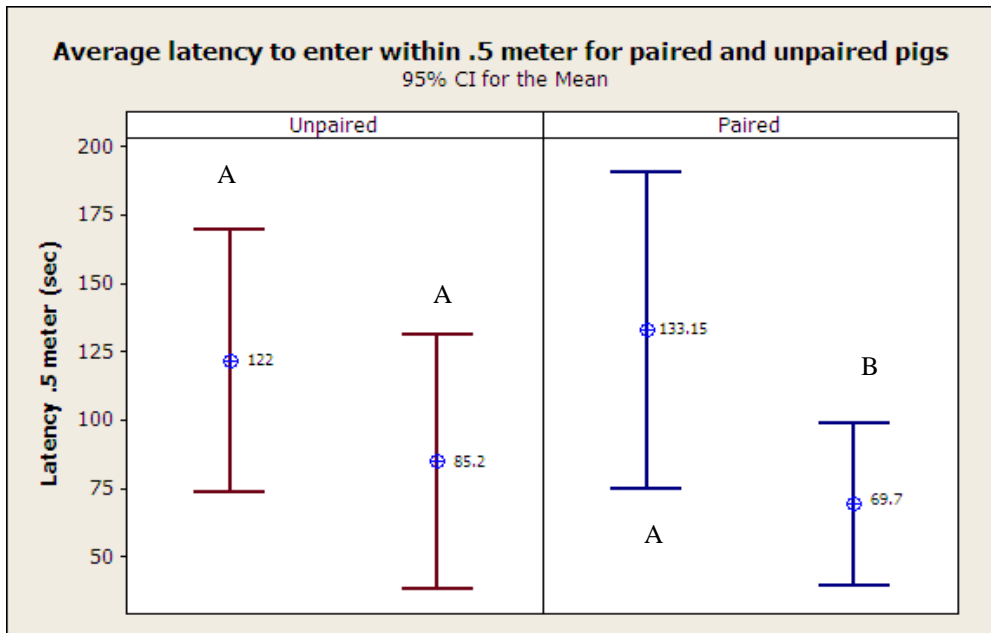 Average latency to enter within .5 meter for paired and unpaired pigs
95% CI for the Mean
Unpaired
Paired
Latency .5 meter (sec)
200
175
150
125
100
75
50
A
122
A
85.2
133.15
A
B
69.7